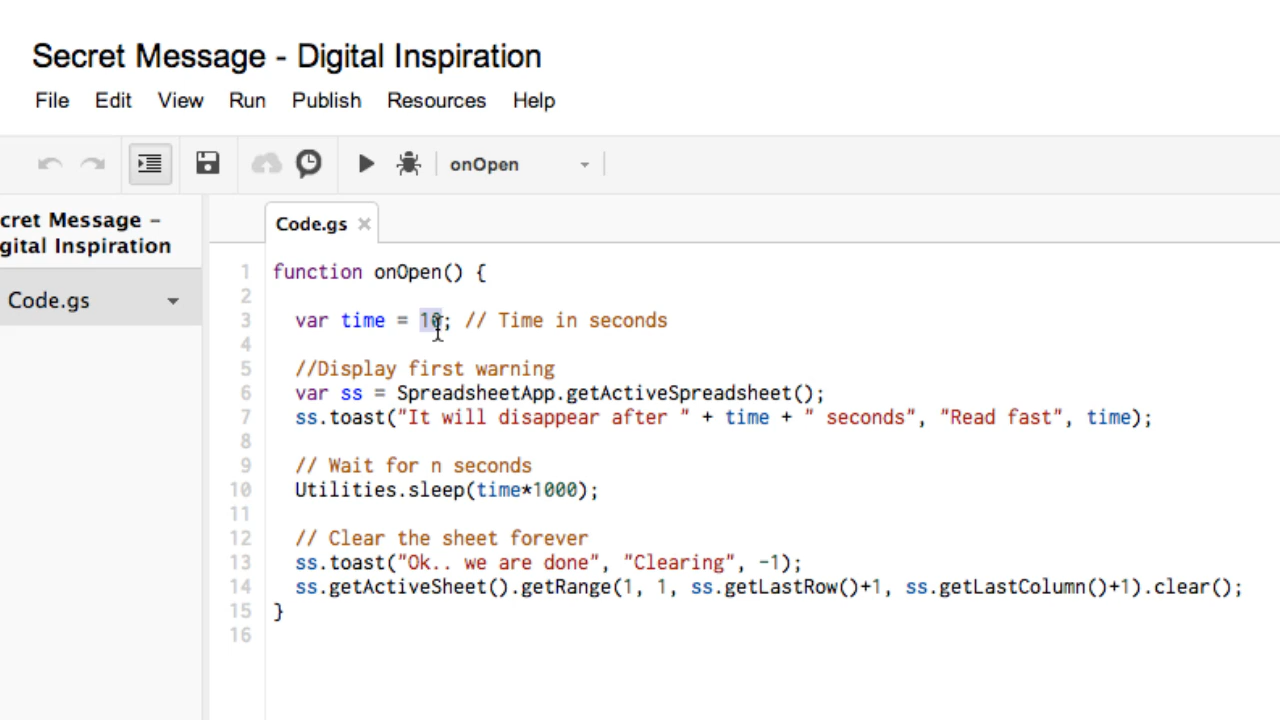 Secret Message - Digital Inspiration
File Edit View Run Publish Resources Help
onOpen
cret Message –
gital Inspiration
Code.gs
Code.gs
1 function onOpen() {
2
3 var time = 10; // Time in seconds
4
5 //Display first warning
6 var ss = SpreadsheetApp.getActiveSpreadsheet();
7 ss.toast("It will disappear after " + time + " seconds", "Read fast", time);
8
9 // Wait for n seconds
10 Utilities.sleep(time*1000);
11
12 // Clear the sheet forever
13 ss.toast("Ok.. we are done", "Clearing", -1);
14 ss.getActiveSheet().getRange(1, 1, ss.getLastRow()+1, ss.getLastColumn()+1).clear();
15 }
16